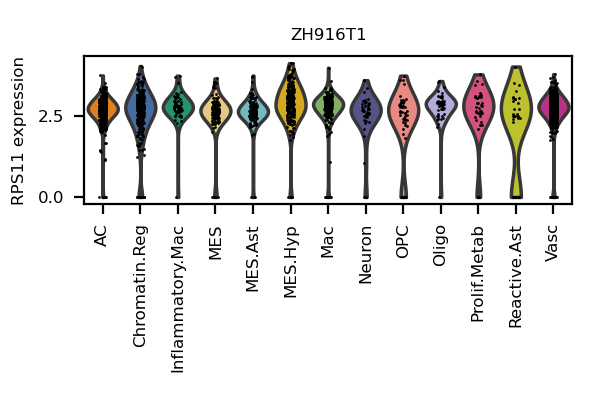 ZH916T1
RPS11 expression
2.5
0.0
AC
Chromatin.Reg
Inflammatory.Mac
MES
MES.Ast
MES.Hyp
Mac
Neuron
OPC
Oligo
Prolif.Metab
Reactive.Ast
Vasc